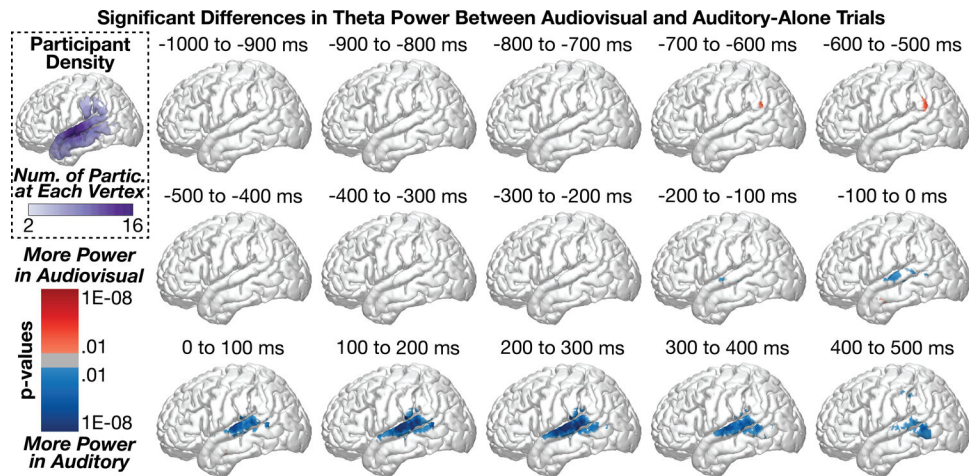 Significant Differences in Theta Power Between Audiovisual and Auditory-Alone Trials
Participant
Density
Num. of Partic.
at Each Vertex
2 16
More Power
in Audiovisual
p-values
1E-08
.01
.01
1E-08
More Power
in Auditory
-1000 to -900 ms
-900 to -800 ms
-800 to -700 ms
-700 to -600 ms
-600 to -500 ms
-500 to -400 ms
-400 to -300 ms
-300 to -200 ms
-200 to -100 ms
-100 to 0 ms
0 to 100 ms
100 to 200 ms
200 to 300 ms
300 to 400 ms
400 to 500 ms